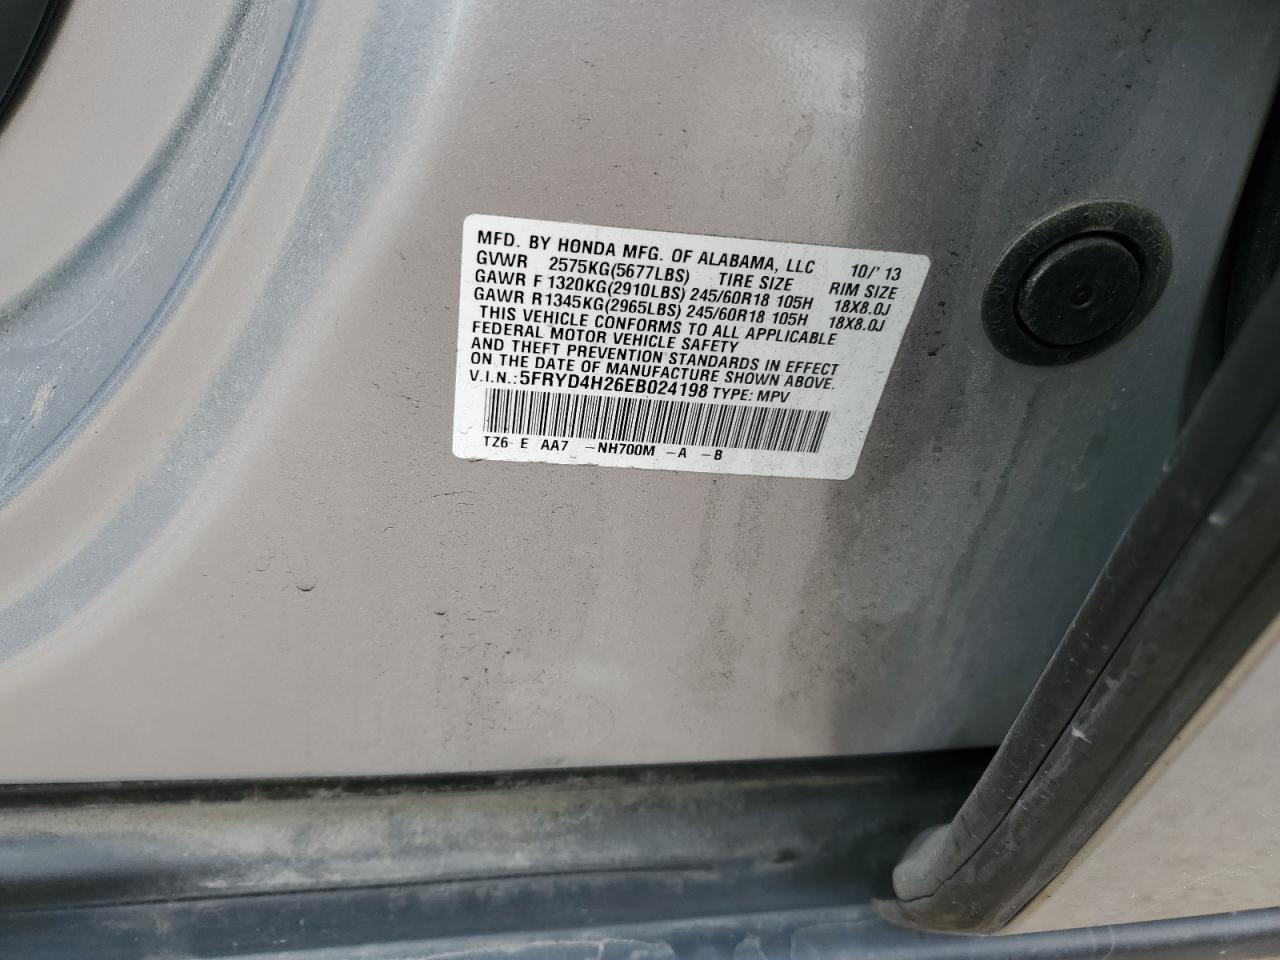 MFD. BY HONDA MFG. OF ALABAMA, LLC 10/'13
GVWR 2575KG(5677LBS) TIRE SIZE RIM SIZE
GAWR F 1320KG(2910LBS) 245/60R18 105H 18X8.0J
GAWR R 1345KG(2965LBS) 245/60R18 105H 18X8.0J
THIS VEHICLE CONFORMS TO ALL APPLICABLE
FEDERAL MOTOR VEHICLE SAFETY
AND THEFT PREVENTION STANDARDS IN EFFECT
ON THE DATE OF MANUFACTURE SHOWN ABOVE.
V.I.N.: 5FRYD4H26EB024198 TYPE: MPV
TZ6 E AA7 -NH700M -A -B